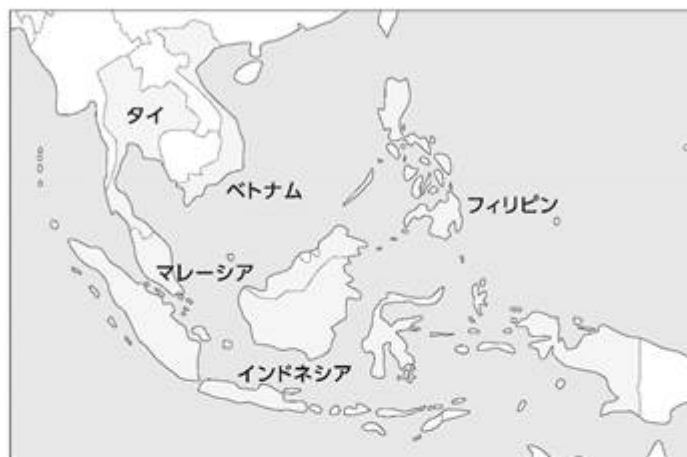 タイ
ベトナム
フィリピン
マレーシア
インドネシア